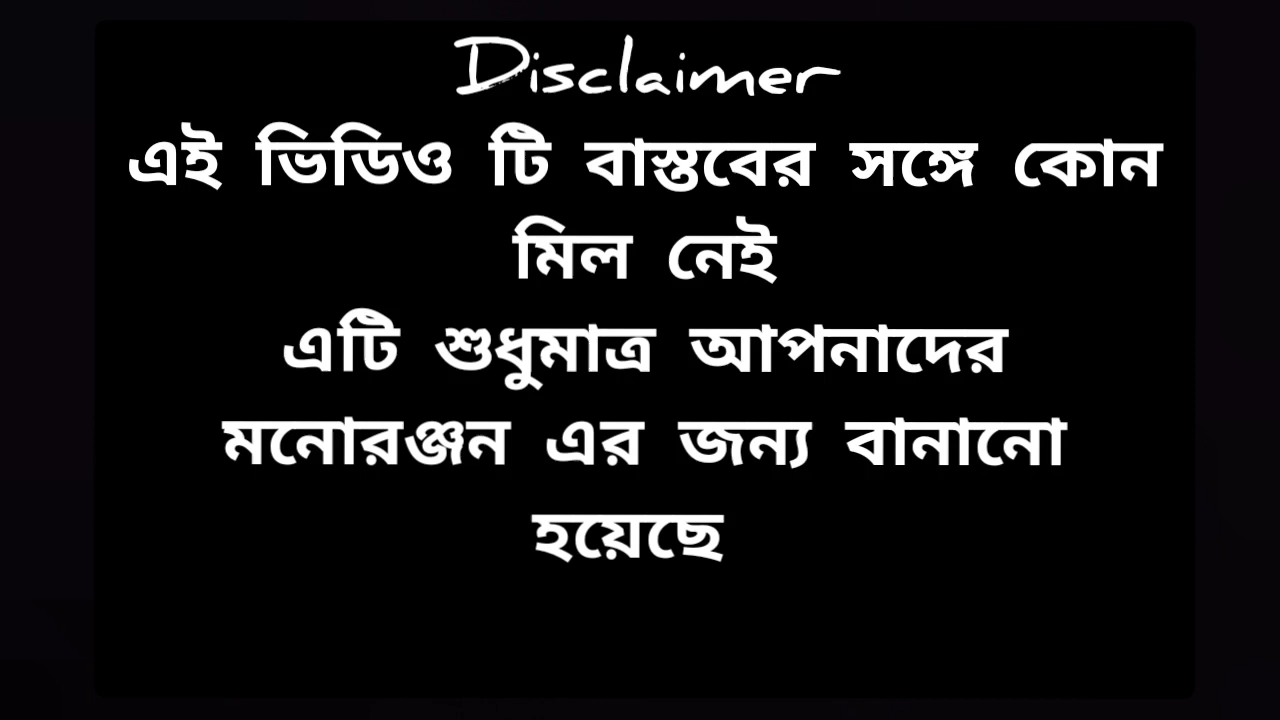 Disclaimer
এই ভিডিও টি বাস্তবের সঙ্গে কোন
মিল নেই
এটি শুধুমাত্র আপনাদের
মনোরঞ্জন এর জন্য বানানো
হয়েছে